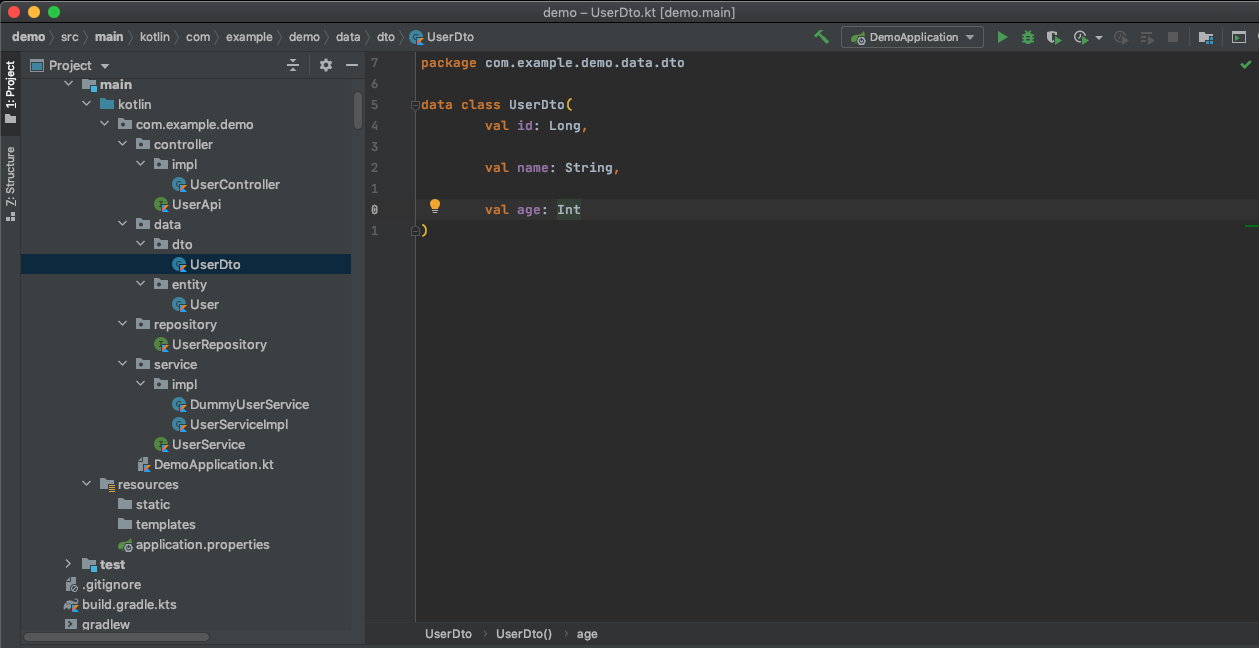 demo – UserDto.kt [demo.main]
demo src main kotlin com example demo data dto UserDto
DemoApplication
1: Project
Z: Structure
Project
main
kotlin
com.example.demo
controller
impl
UserController
UserApi
data
dto
UserDto
entity
User
repository
UserRepository
service
impl
DummyUserService
UserServiceImpl
UserService
DemoApplication.kt
resources
static
templates
application.properties
test
.gitignore
build.gradle.kts
gradlew
7 package com.example.demo.data.dto
6
5 data class UserDto(
4 val id: Long,
3
2 val name: String,
1
0 val age: Int
1 )
UserDto UserDto() age